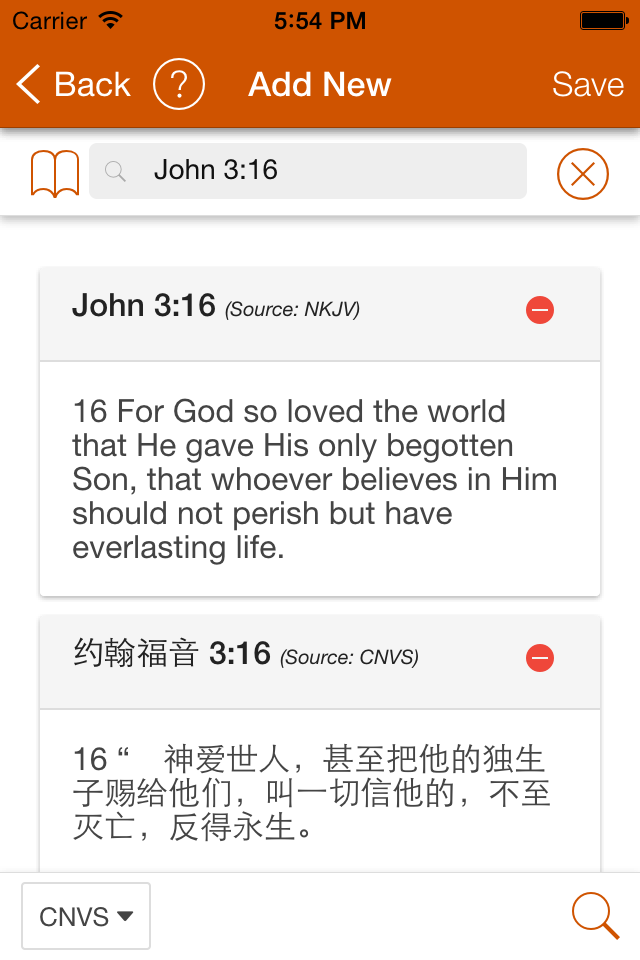 Carrier 5:54 PM
Back ? Add New Save
John 3:16
John 3:16 (Source: NKJV)
16 For God so loved the world
that He gave His only begotten
Son, that whoever believes in Him
should not perish but have
everlasting life.
约翰福音 3:16 (Source: CNVS)
16 “　神爱世人，甚至把他的独生
子赐给他们，叫一切信他的，不至
灭亡，反得永生。
CNVS